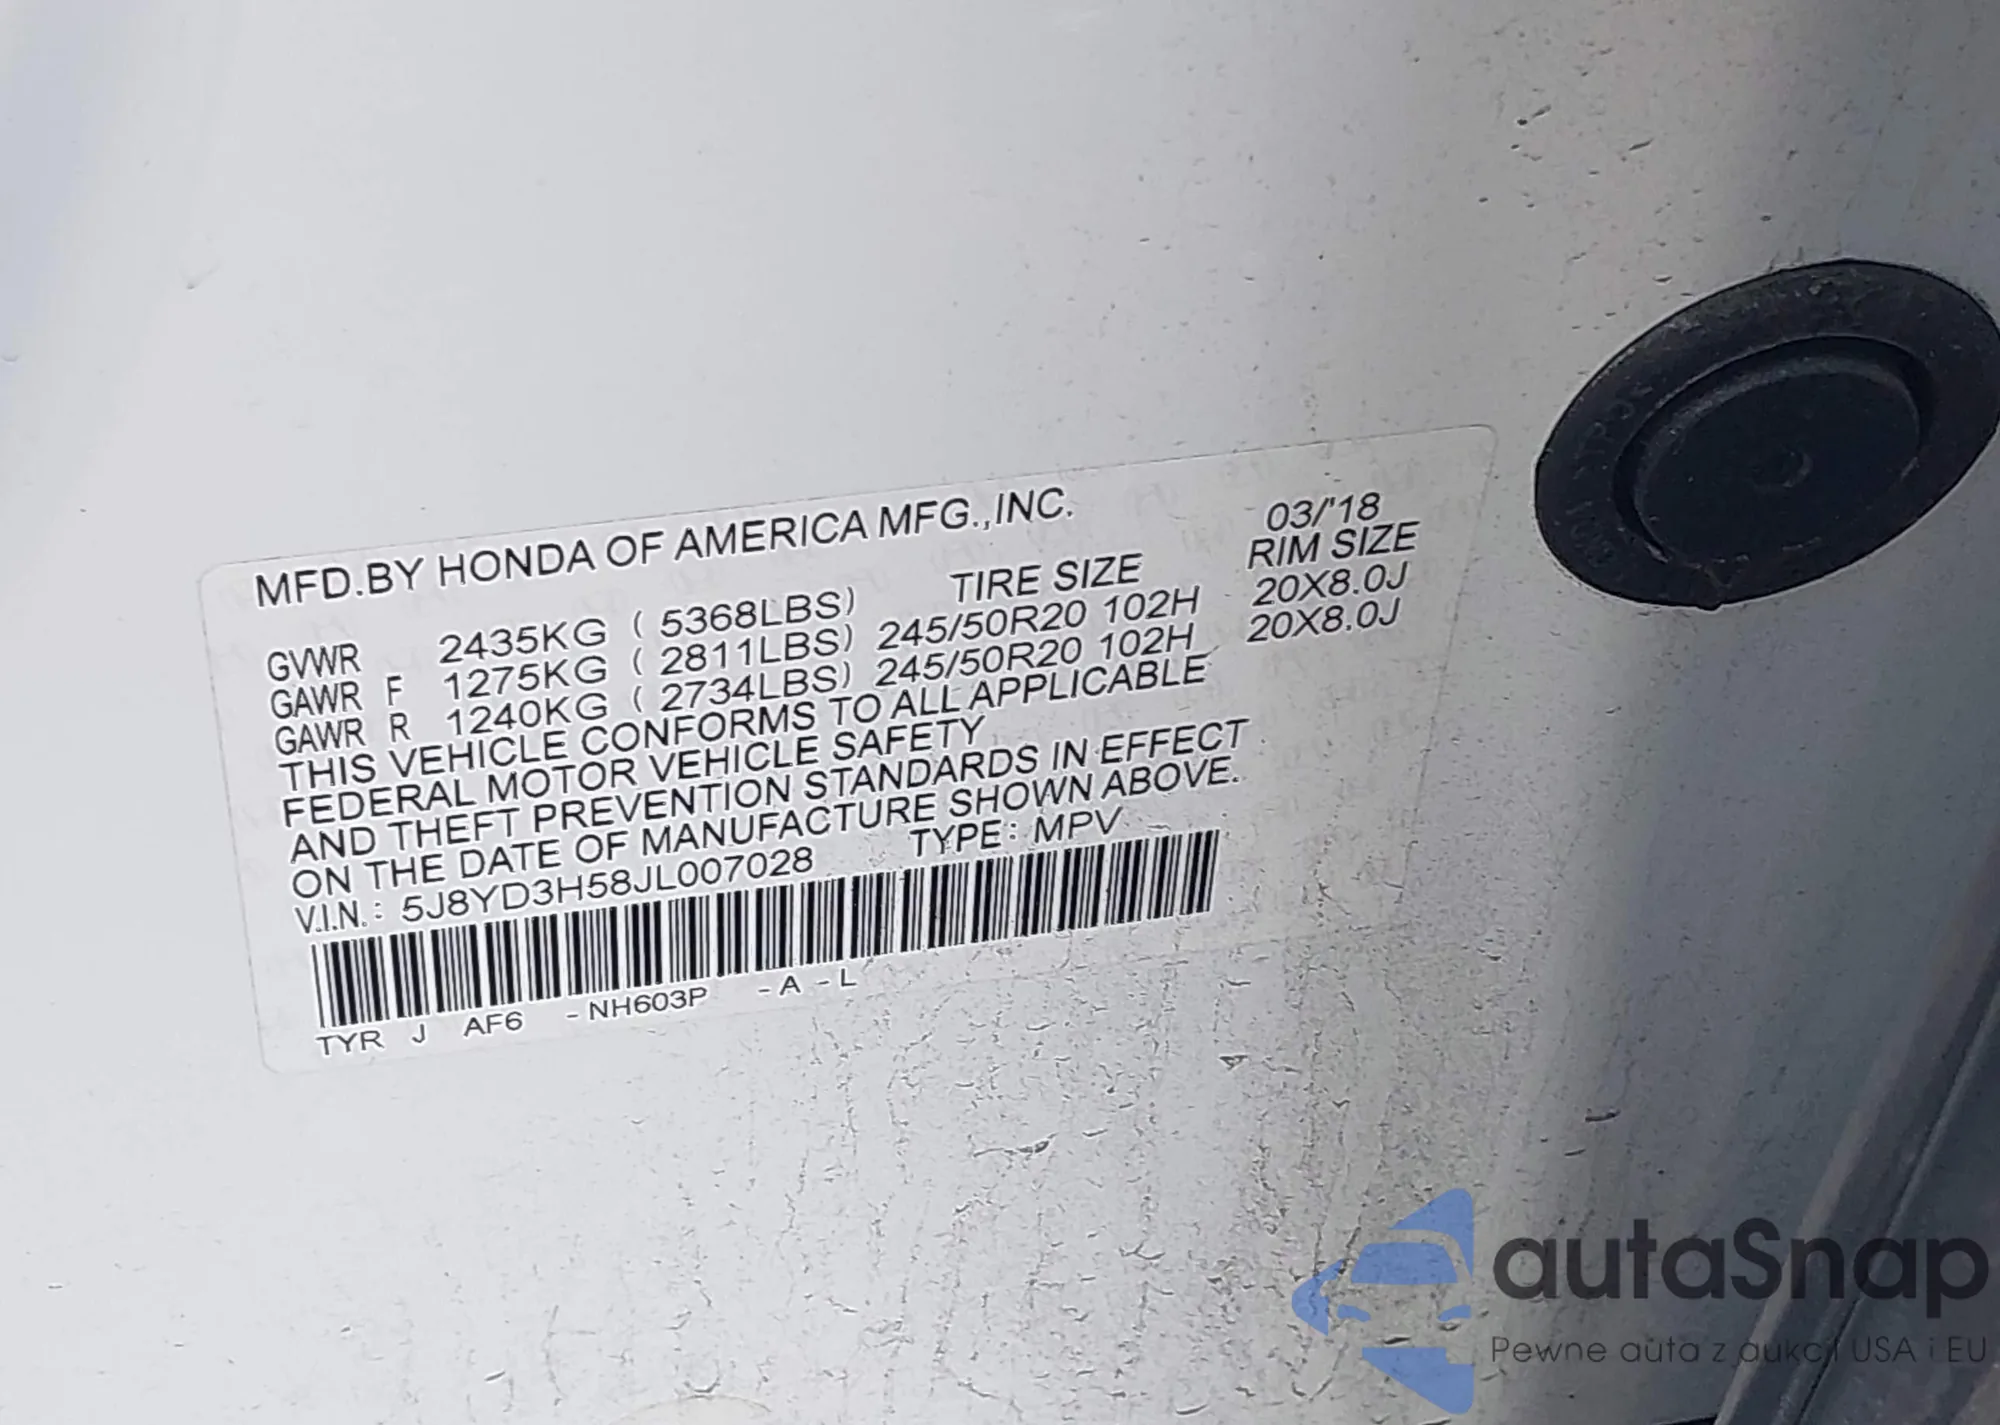 MFD.BY HONDA OF AMERICA MFG.,INC. 03/'18
TIRE SIZE RIM SIZE
GVWR 2435KG ( 5368LBS)
GAWR F 1275KG ( 2811LBS) 245/50R20 102H 20X8.0J
GAWR R 1240KG ( 2734LBS) 245/50R20 102H 20X8.0J
THIS VEHICLE CONFORMS TO ALL APPLICABLE
FEDERAL MOTOR VEHICLE SAFETY
AND THEFT PREVENTION STANDARDS IN EFFECT
ON THE DATE OF MANUFACTURE SHOWN ABOVE.
V.I.N.: 5J8YD3H58JL007028 TYPE: MPV
TYR J AF6 -NH603P -A -L
autaSnap
Pewne auta z aukcji USA i EU